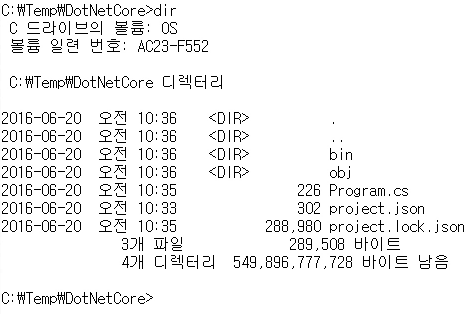 C:₩Temp₩DotNetCore>dir
C 드라이브의 볼륨: OS
볼륨 일련 번호: AC23-F552
C:₩Temp₩DotNetCore 디렉터리
2016-06-20 오전 10:36 <DIR> .
2016-06-20 오전 10:36 <DIR> ..
2016-06-20 오전 10:36 <DIR> bin
2016-06-20 오전 10:36 <DIR> obj
2016-06-20 오전 10:35 226 Program.cs
2016-06-20 오전 10:33 302 project.json
2016-06-20 오전 10:35 288,980 project.lock.json
3개 파일 289,508 바이트
4개 디렉터리 549,896,777,728 바이트 남음
C:₩Temp₩DotNetCore>